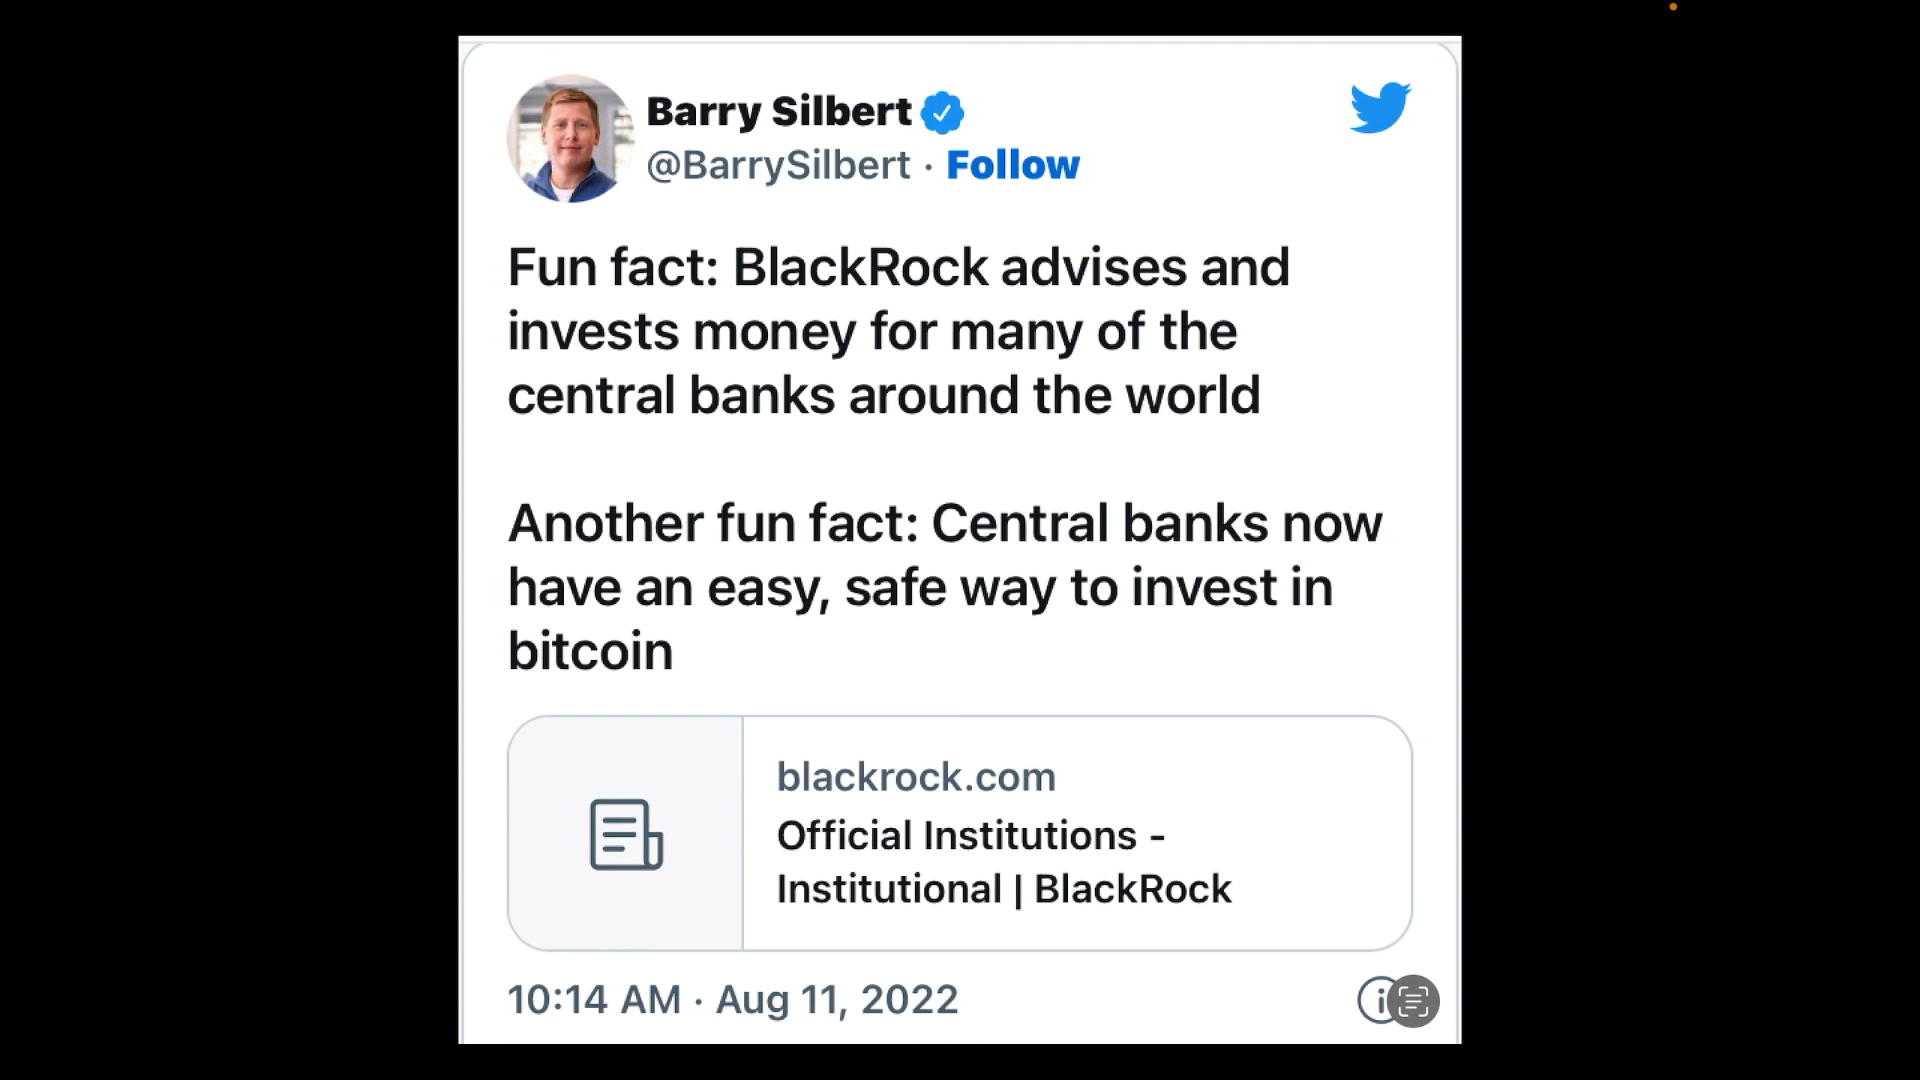 Barry Silbert
@BarrySilbert · Follow
Fun fact: BlackRock advises and
invests money for many of the
central banks around the world
Another fun fact: Central banks now
have an easy, safe way to invest in
bitcoin
blackrock.com
Official Institutions -
Institutional | BlackRock
10:14 AM · Aug 11, 2022